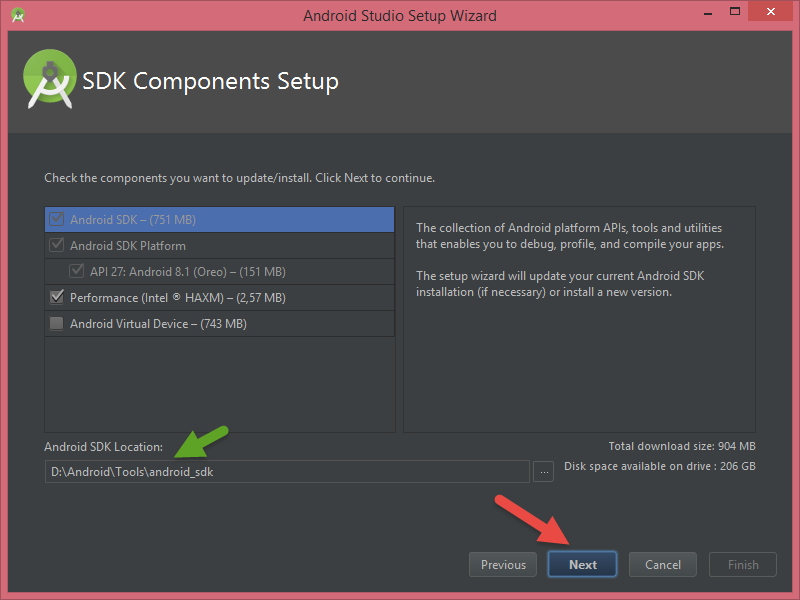 Android Studio Setup Wizard
SDK Components Setup
Check the components you want to update/install. Click Next to continue.
Android SDK – (751 MB)
Android SDK Platform
API 27: Android 8.1 (Oreo) – (151 MB)
Performance (Intel ® HAXM) – (2,57 MB)
Android Virtual Device – (743 MB)
The collection of Android platform APIs, tools and utilities
that enables you to debug, profile, and compile your apps.
The setup wizard will update your current Android SDK
installation (if necessary) or install a new version.
Android SDK Location:
Total download size: 904 MB
D:\Android\Tools\android_sdk
...
Disk space available on drive : 206 GB
Previous
Next
Cancel
Finish